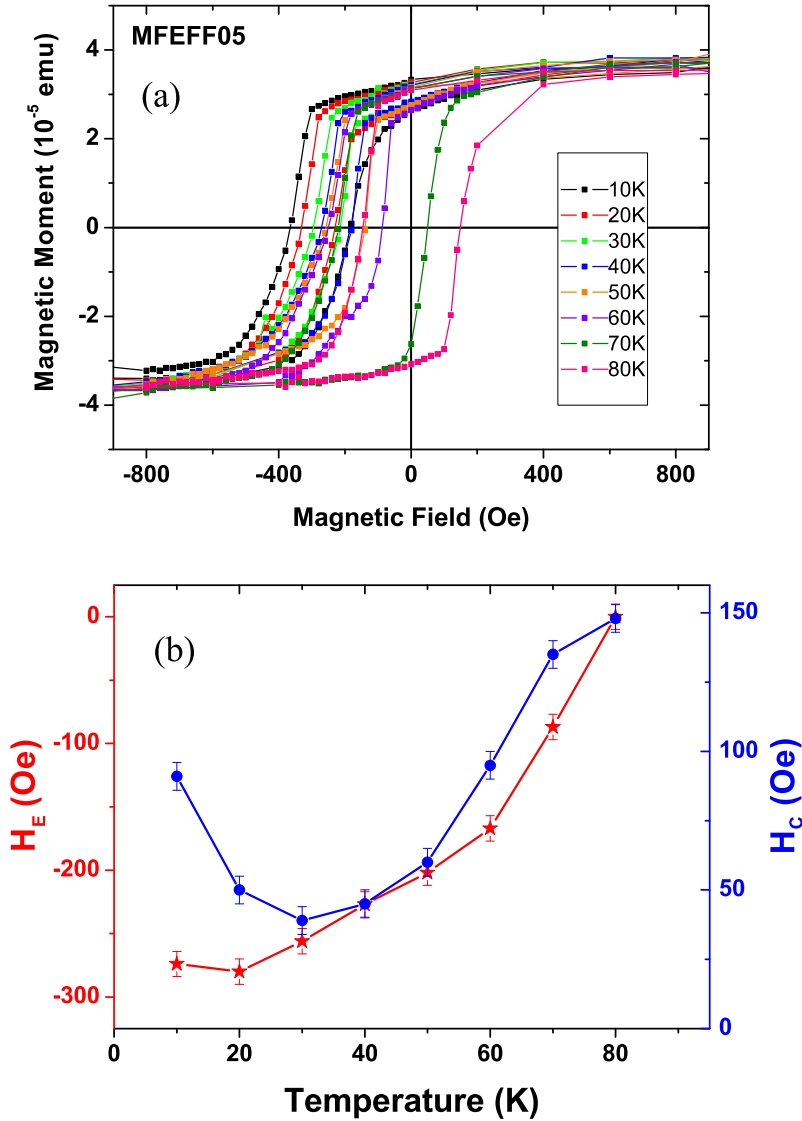 MFEFF05
(a)
4
2
0
-2
-4
Magnetic Moment (10⁻⁵ emu)
10K
20K
30K
40K
50K
60K
70K
80K
-800 -400 0 400 800
Magnetic Field (Oe)
(b)
0
-100
-200
-300
H_E (Oe)
150
100
50
0
H_C (Oe)
0 20 40 60 80
Temperature (K)